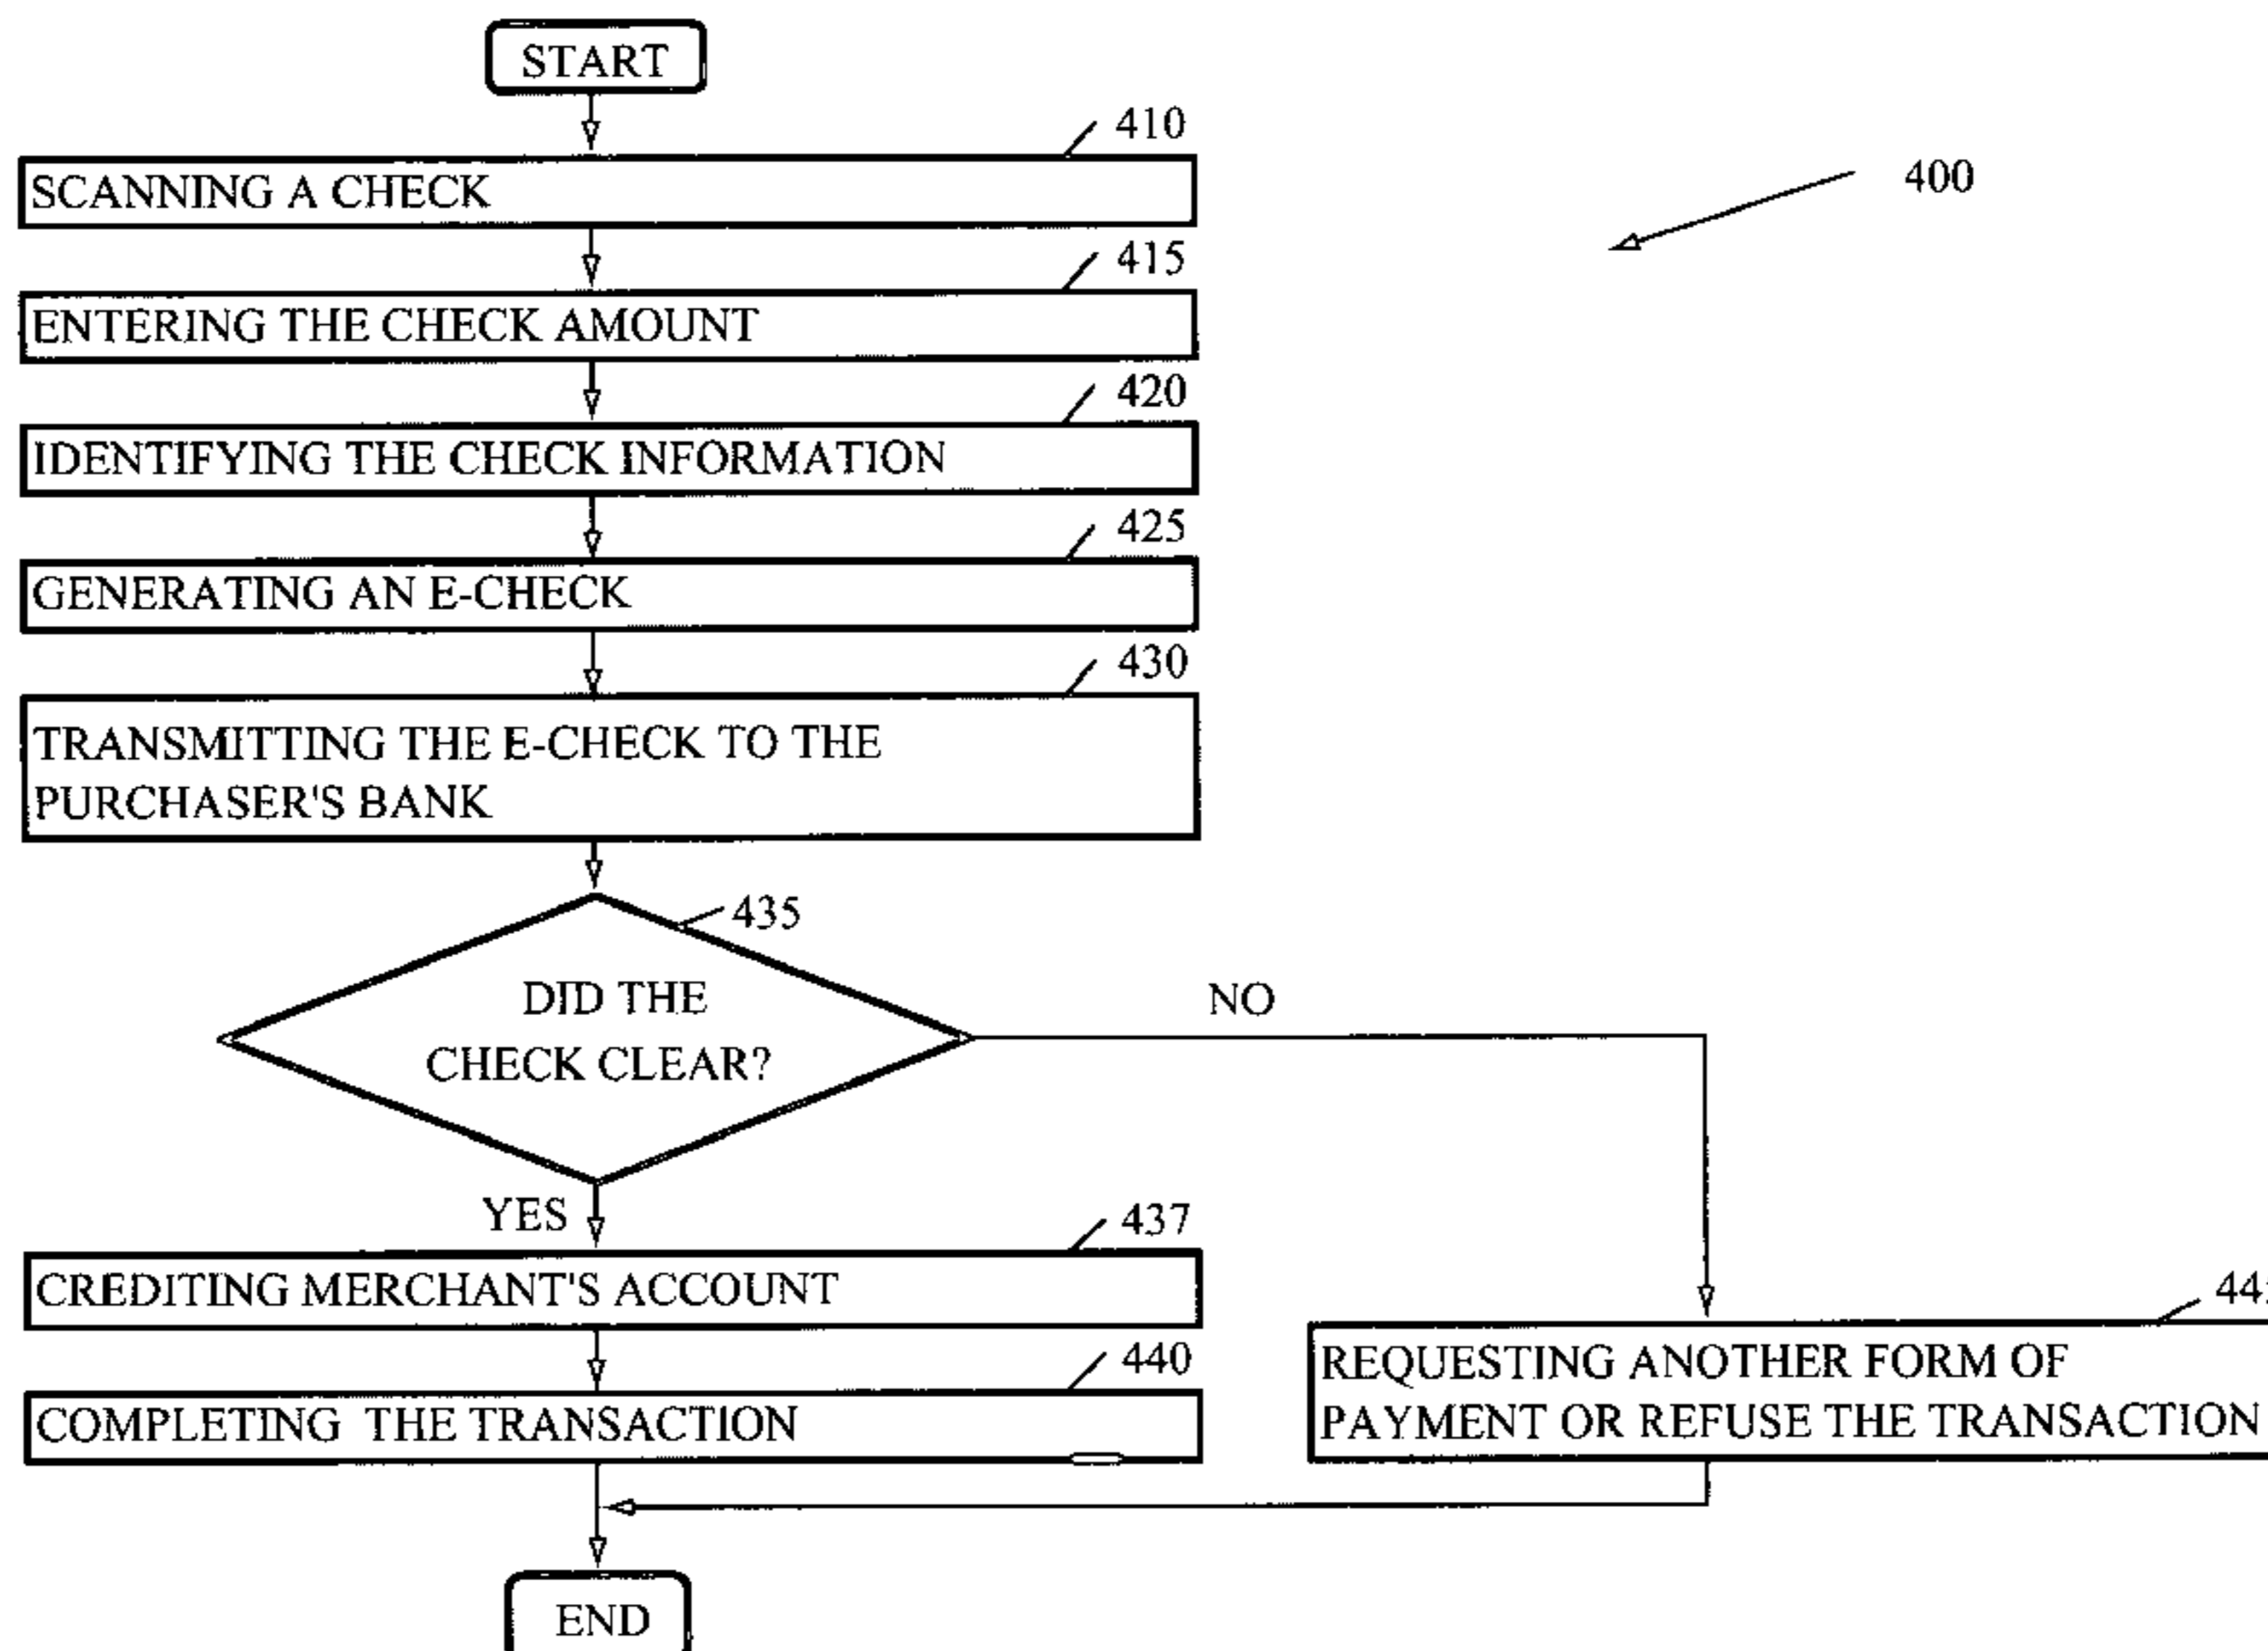 START
410
SCANNING A CHECK
400
415
ENTERING THE CHECK AMOUNT
420
IDENTIFYING THE CHECK INFORMATION
425
GENERATING AN E-CHECK
430
TRANSMITTING THE E-CHECK TO THE
PURCHASER'S BANK
435
DID THE
CHECK CLEAR?
NO
YES
437
CREDITING MERCHANT'S ACCOUNT
440
COMPLETING THE TRANSACTION
REQUESTING ANOTHER FORM OF
PAYMENT OR REFUSE THE TRANSACTION
END